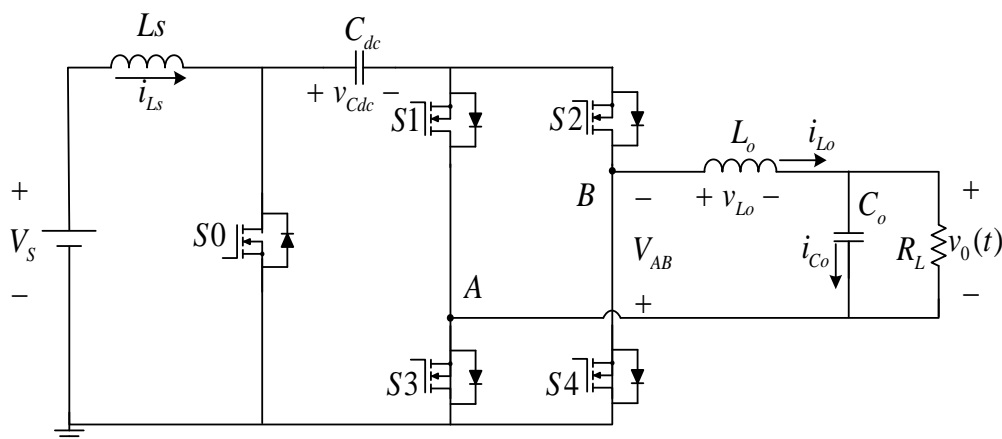 Ls
i_Ls
C_dc
+ v_Cdc −
S1
S2
L_o
i_Lo
+ v_Lo −
B
−
+
V_S
−
S0
V_AB
C_o
i_Co
R_L
+
v_0(t)
−
A
+
S3
S4